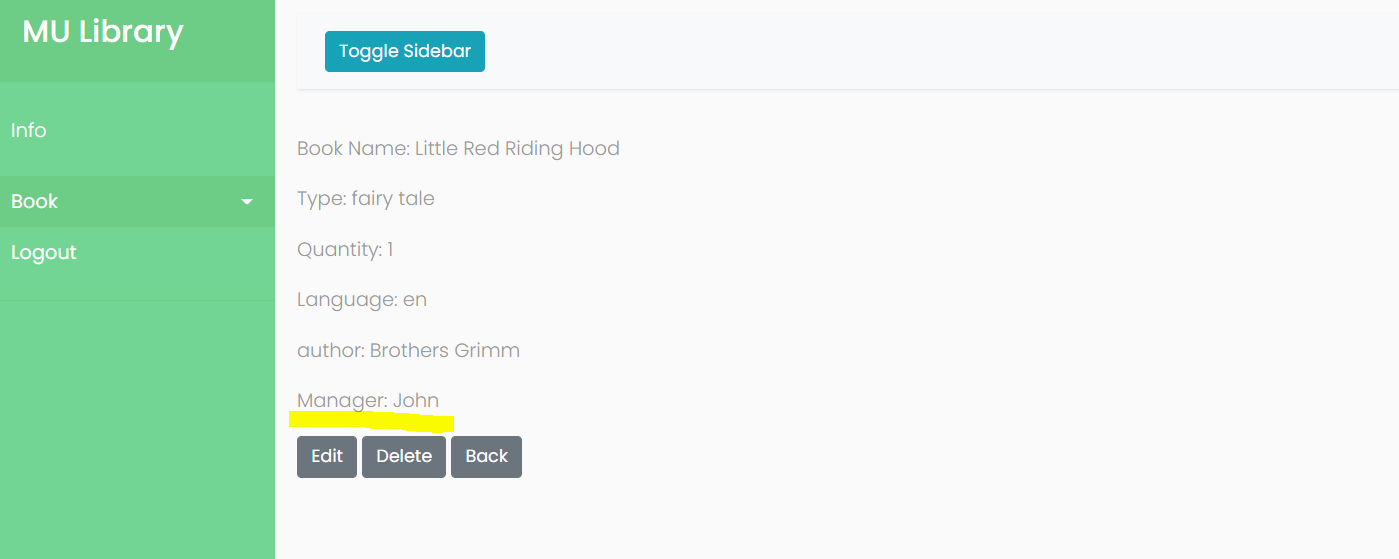 MU Library
Toggle Sidebar
Info
Book
Logout
Book Name: Little Red Riding Hood
Type: fairy tale
Quantity: 1
Language: en
author: Brothers Grimm
Manager: John
Edit Delete Back